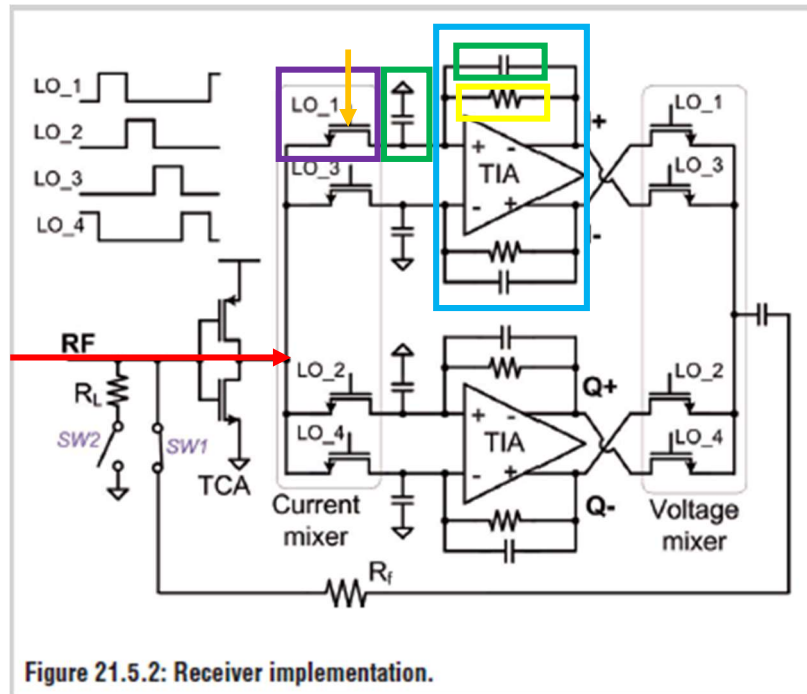 LO_1
LO_2
LO_3
LO_4
LO_1
LO_3
+
-
TIA
-
+
+
Q-
LO_1
LO_3
RF
RL
SW2
SW1
TCA
LO_2
LO_4
Current
mixer
+
-
TIA
-
+
Q+
Q-
LO_2
LO_4
Voltage
mixer
Rf
Figure 21.5.2: Receiver implementation.